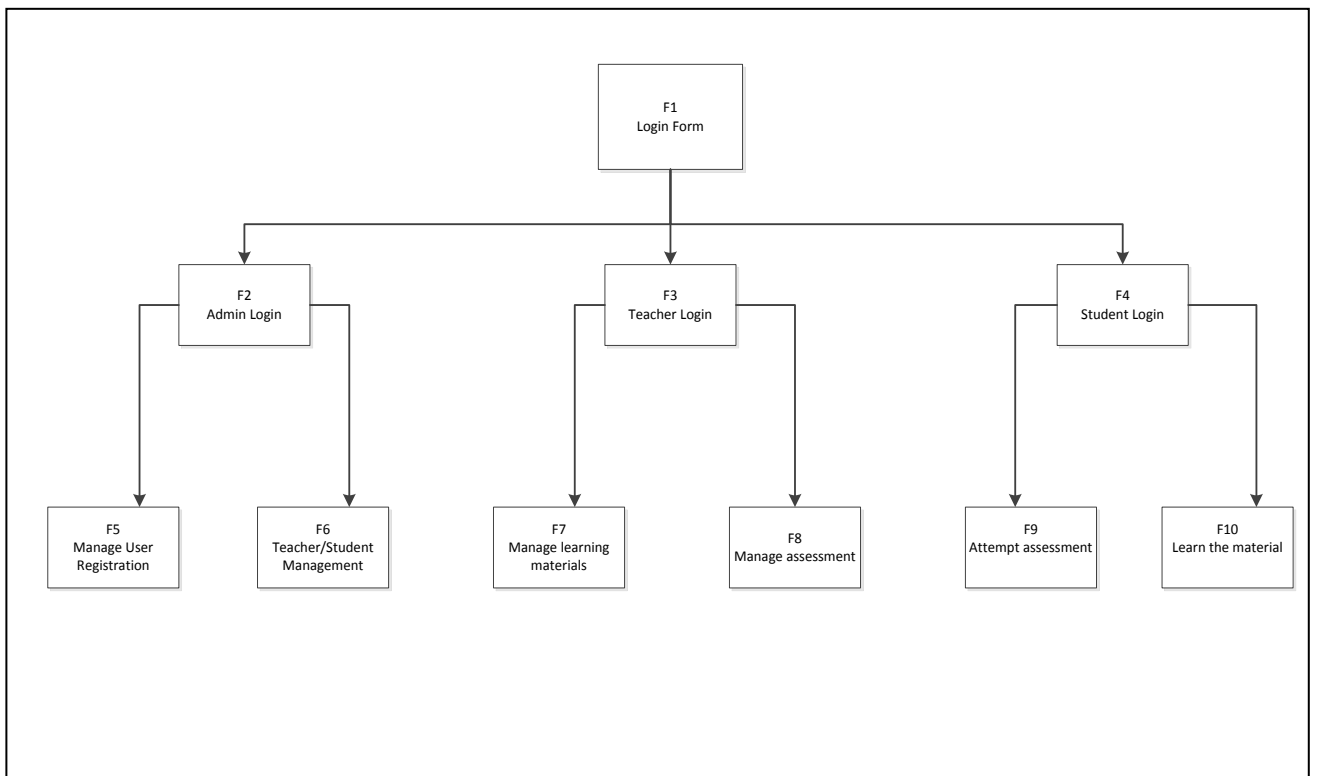 F1
Login Form
F2
Admin Login
F3
Teacher Login
F4
Student Login
F5
Manage User
Registration
F6
Teacher/Student
Management
F7
Manage learning
materials
F8
Manage assessment
F9
Attempt assessment
F10
Learn the material